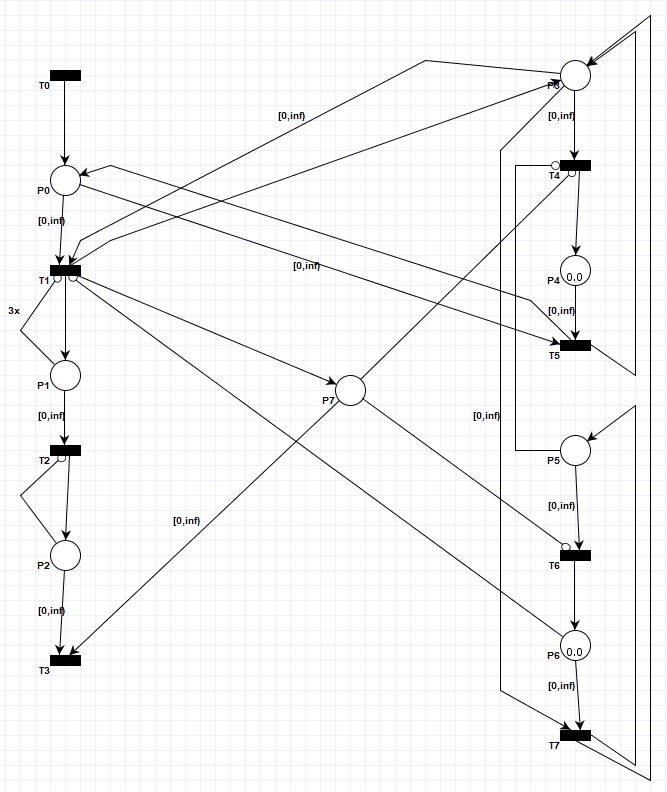 T0
P3
[0,inf)
[0,inf)
T4
P0
[0,inf)
[0,inf)
T1
P4
0.0
3x
[0,inf)
T5
P1
P7
[0,inf)
[0,inf)
T2
P5
[0,inf)
[0,inf)
P2
T6
[0,inf)
P6
0.0
T3
[0,inf)
T7